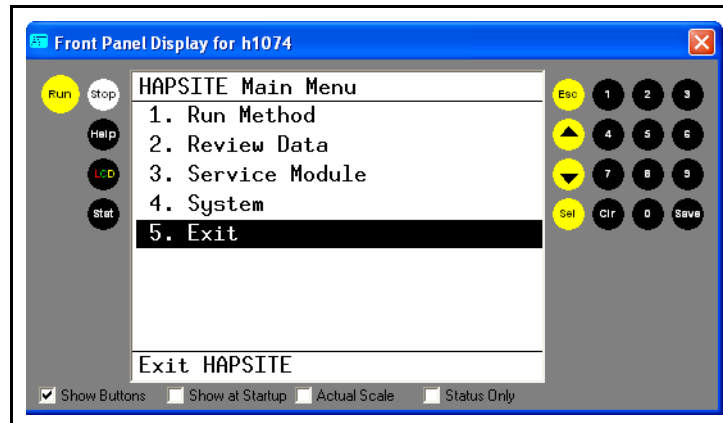 Front Panel Display for h1074
Run Stop HAPSITE Main Menu Esc 1 2 3
1. Run Method
Help 2. Review Data 4 5 6
LCD 3. Service Module 7 8 9
Stat 4. System Sel Clr 0 Save
5. Exit
Exit HAPSITE
Show Buttons Show at Startup Actual Scale Status Only